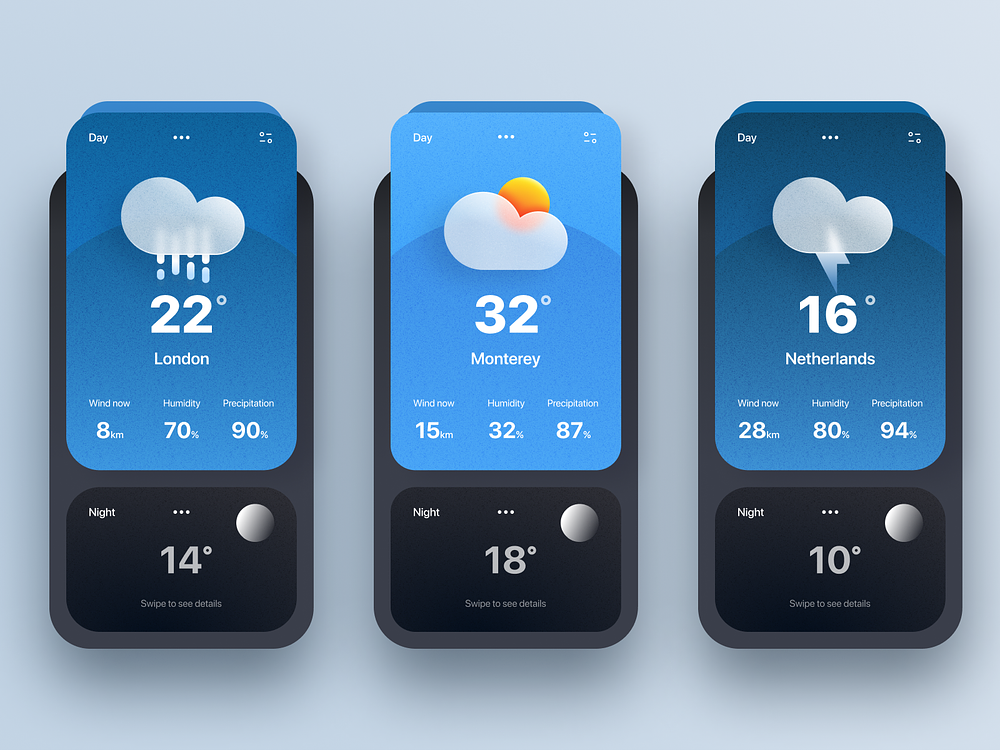 Day
22°
London
Wind now Humidity Precipitation
8km 70% 90%
Night
14°
Swipe to see details
Day
32°
Monterey
Wind now Humidity Precipitation
15km 32% 87%
Night
18°
Swipe to see details
Day
16°
Netherlands
Wind now Humidity Precipitation
28km 80% 94%
Night
10°
Swipe to see details